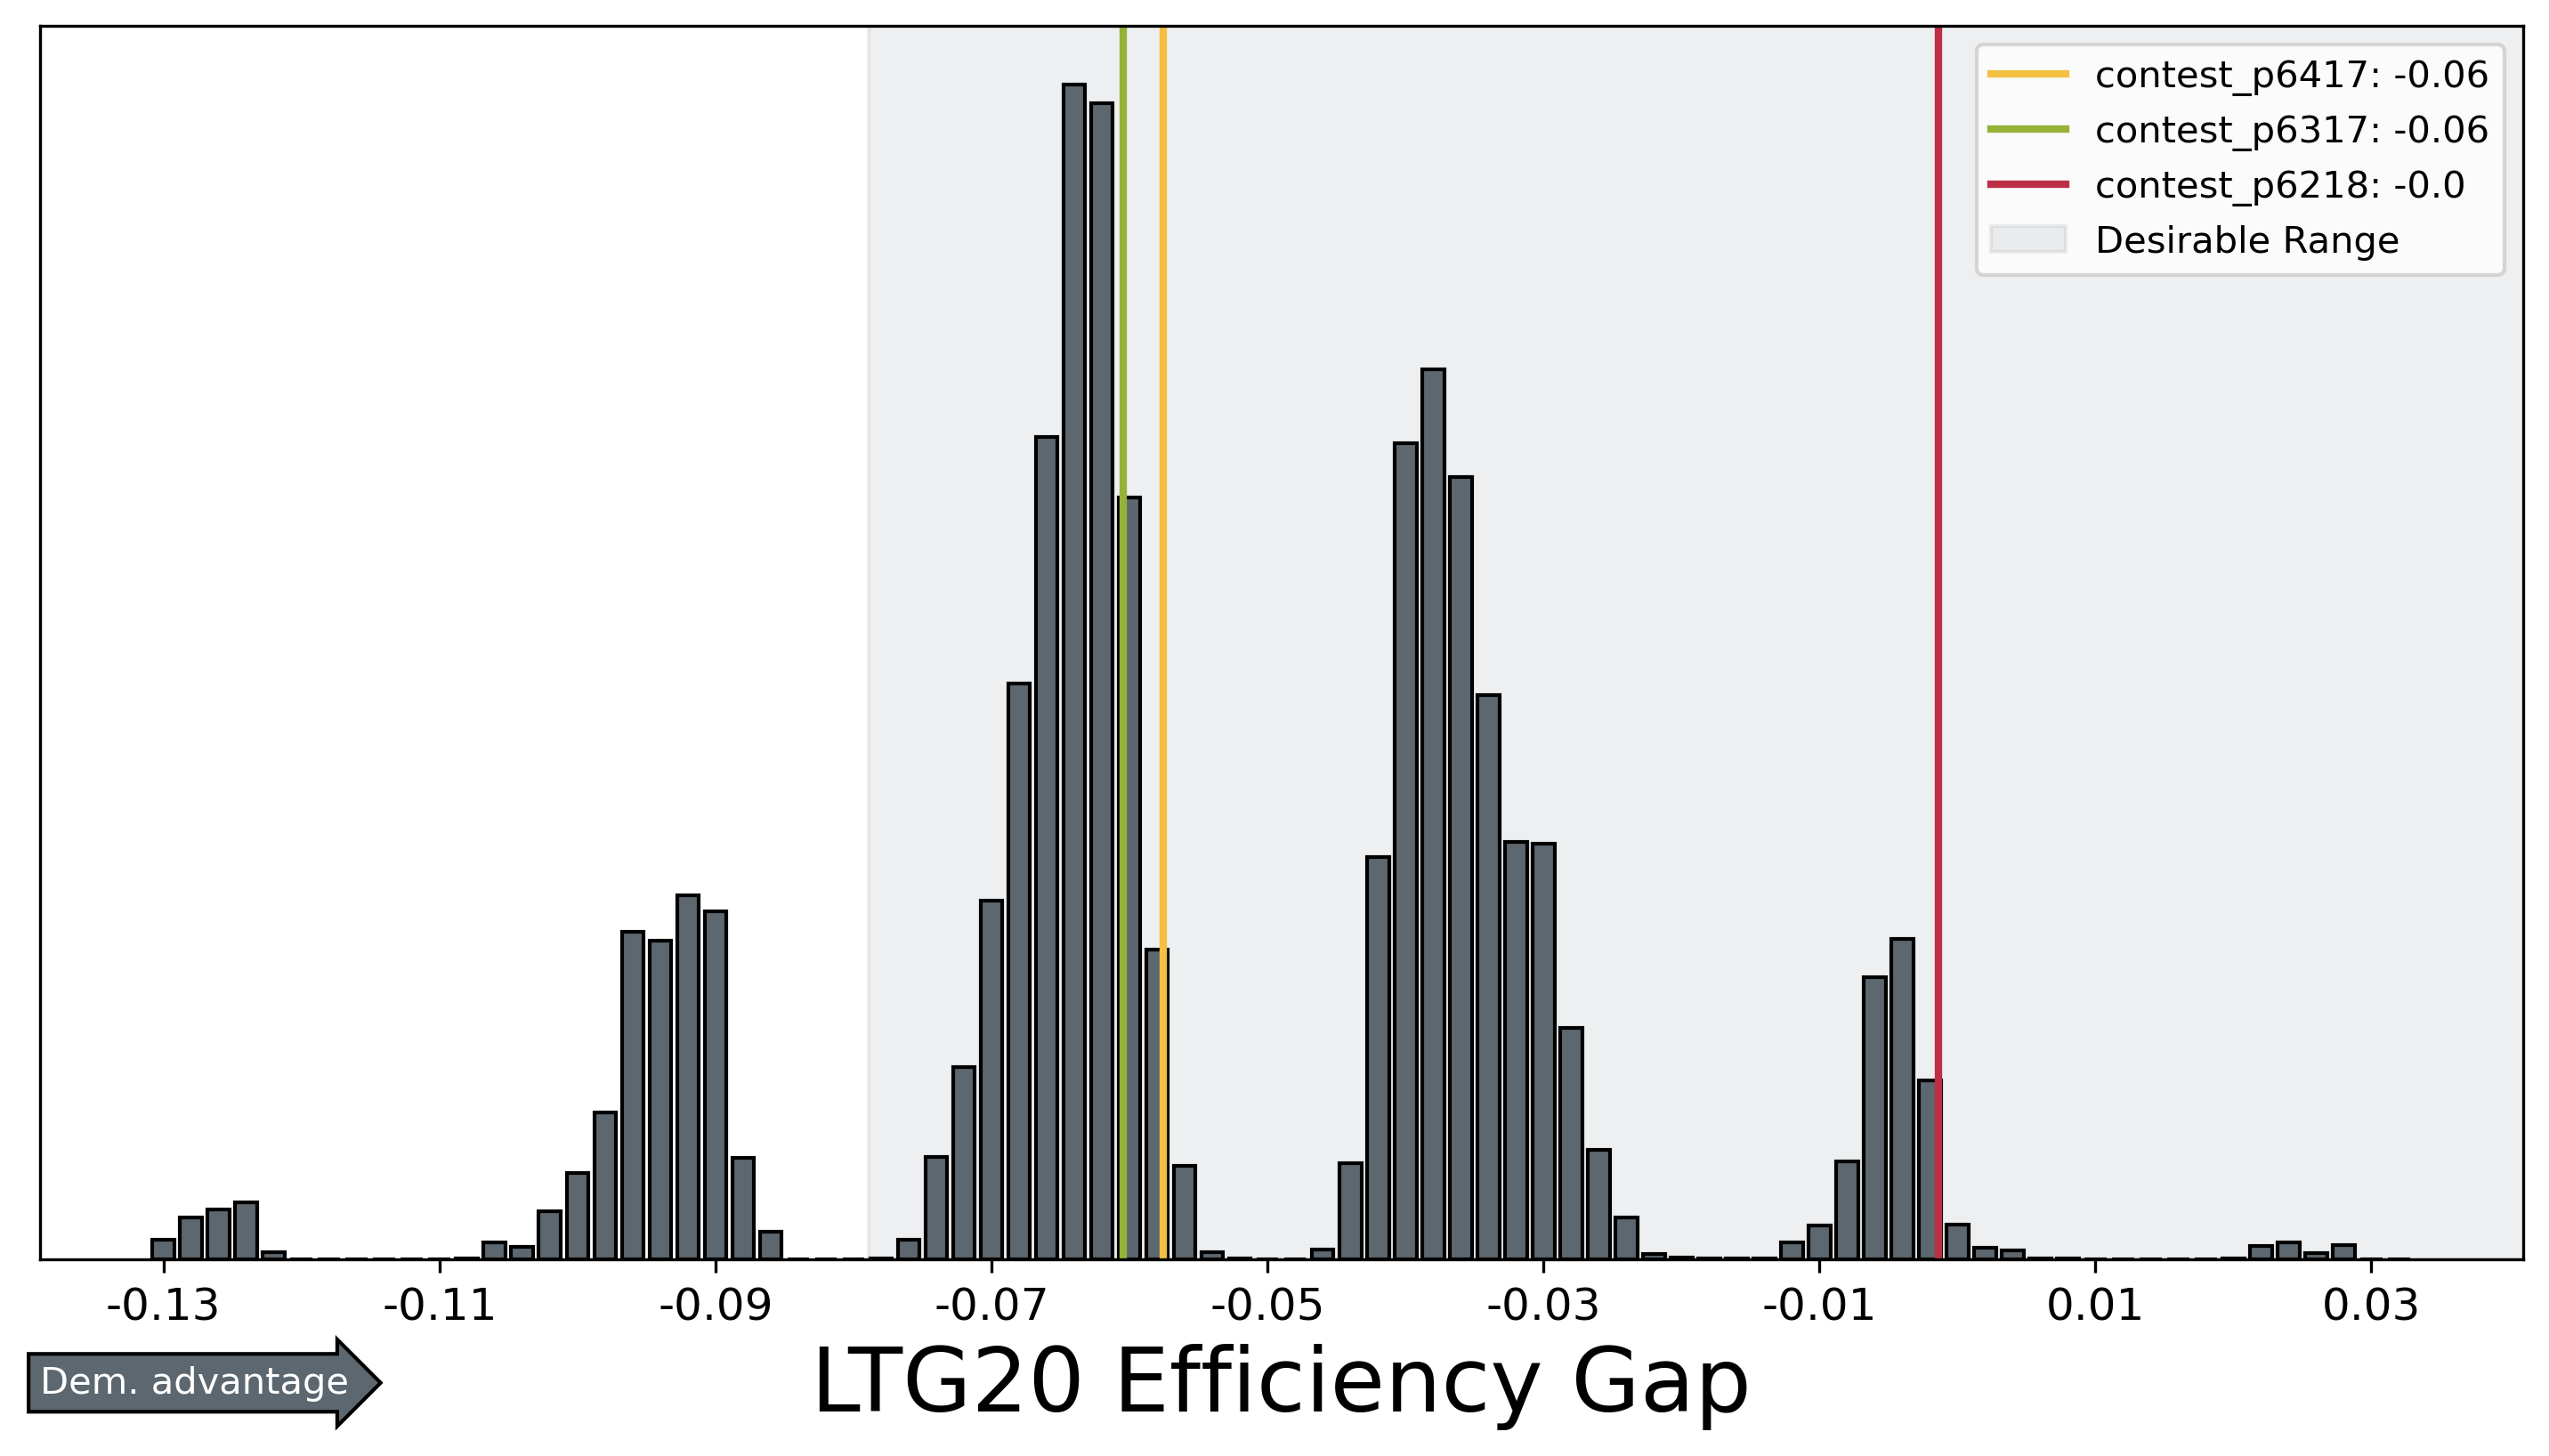 contest_p6417: -0.06
contest_p6317: -0.06
contest_p6218: -0.0
Desirable Range
-0.13 -0.11 -0.09 -0.07 -0.05 -0.03 -0.01 0.01 0.03
Dem. advantage
LTG20 Efficiency Gap